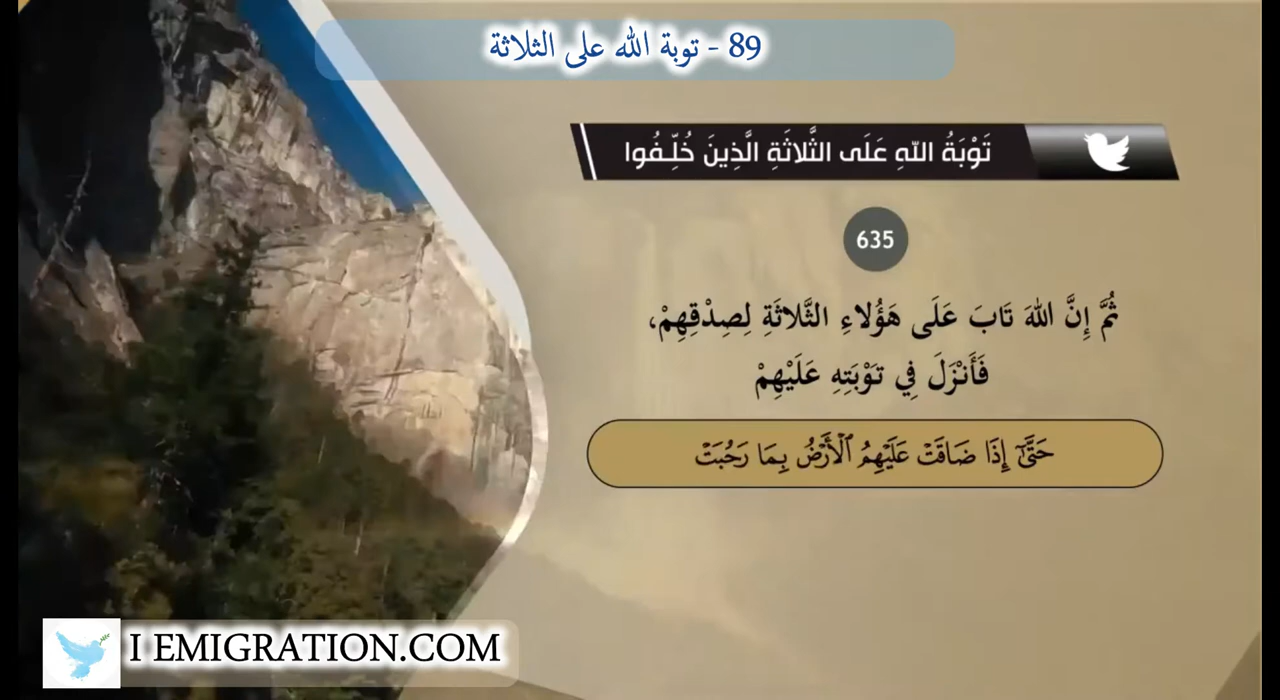 89 - توبة الله على الثلاثة
تَوْبَةُ اللّٰهِ عَلَى الثَّلاثَةِ الَّذِينَ خُلِّفُوا
635
ثُمَّ إِنَّ اللهَ تَابَ عَلَى هَؤُلاءِ الثَّلاثَةِ لِصِدْقِهِمْ،
فَأَنْزَلَ فِي تَوْبَتِهِ عَلَيْهِمْ
حَتَّىٰٓ إِذَا ضَاقَتْ عَلَيْهِمُ ٱلْأَرْضُ بِمَا رَحُبَتْ
I EMIGRATION.COM